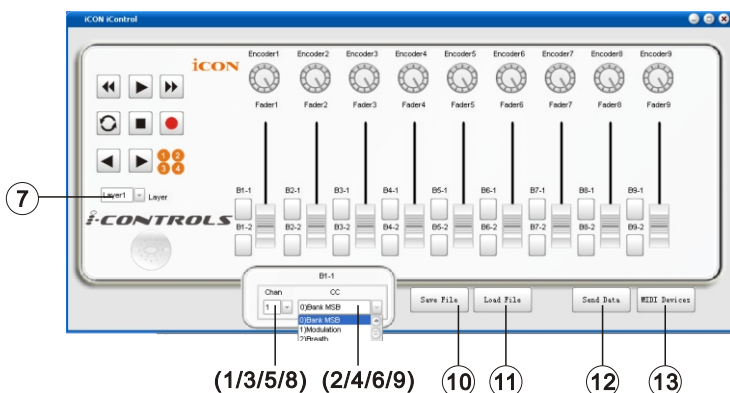 iCON iControl
iCON
Encoder1 Encoder2 Encoder3 Encoder4 Encoder5 Encoder6 Encoder7 Encoder8 Encoder9
Fader1 Fader2 Fader3 Fader4 Fader5 Fader6 Fader7 Fader8 Fader9
1 2
3 4
7
Layer1 Layer
B1-1 B2-1 B3-1 B4-1 B5-1 B6-1 B7-1 B8-1 B9-1
i-CONTROLS
B1-2 B2-2 B3-2 B4-2 B5-2 B6-2 B7-2 B8-2 B9-2
B1-1
Chan CC
1 0)Bank MSB
0)Bank MSB
1)Modulation
2)Breath
Save File Load File Send Data MIDI Devices
(1/3/5/8) (2/4/6/9) 10 11 12 13